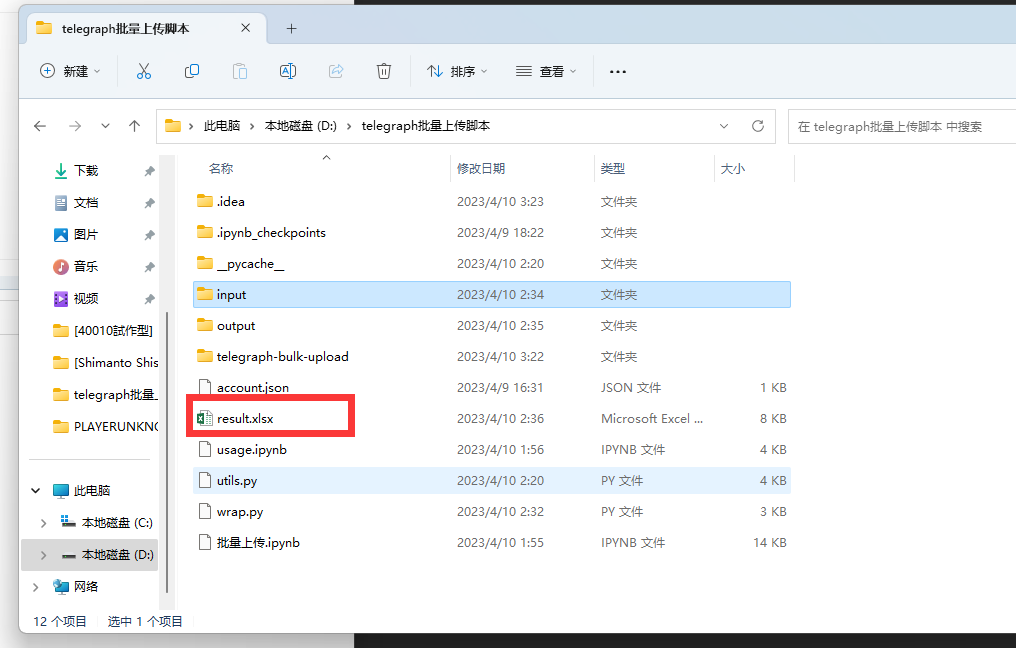 telegraph批量上传脚本
新建
排序
查看
此电脑 本地磁盘 (D:) telegraph批量上传脚本
在 telegraph批量上传脚本 中搜索
下载
文档
图片
音乐
视频
[40010試作型]
[Shimanto Shis
telegraph批量_
PLAYERUNKNO
此电脑
本地磁盘 (C:)
本地磁盘 (D:)
网络
名称 修改日期 类型 大小
.idea 2023/4/10 3:23 文件夹
.ipynb_checkpoints 2023/4/9 18:22 文件夹
__pycache__ 2023/4/10 2:20 文件夹
input 2023/4/10 2:34 文件夹
output 2023/4/10 2:35 文件夹
telegraph-bulk-upload 2023/4/10 3:22 文件夹
account.json 2023/4/9 16:31 JSON 文件 1 KB
result.xlsx 2023/4/10 2:36 Microsoft Excel ... 8 KB
usage.ipynb 2023/4/10 1:56 IPYNB 文件 4 KB
utils.py 2023/4/10 2:20 PY 文件 4 KB
wrap.py 2023/4/10 2:32 PY 文件 3 KB
批量上传.ipynb 2023/4/10 1:55 IPYNB 文件 14 KB
12 个项目 选中 1 个项目